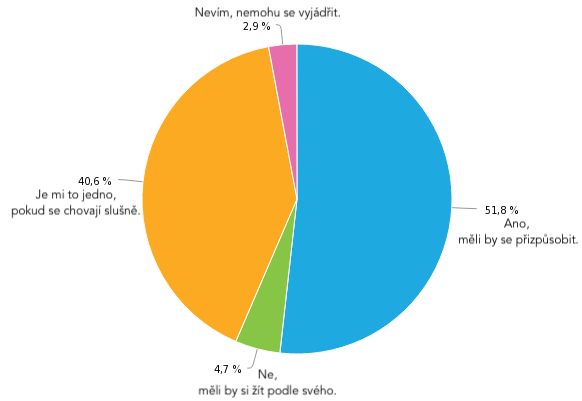 Nevím, nemohu se vyjádřit.
2,9 %
40,6 %
Je mi to jedno,
pokud se chovají slušně.
51,8 %
Ano,
měli by se přizpůsobit.
4,7 %
Ne,
měli by si žít podle svého.